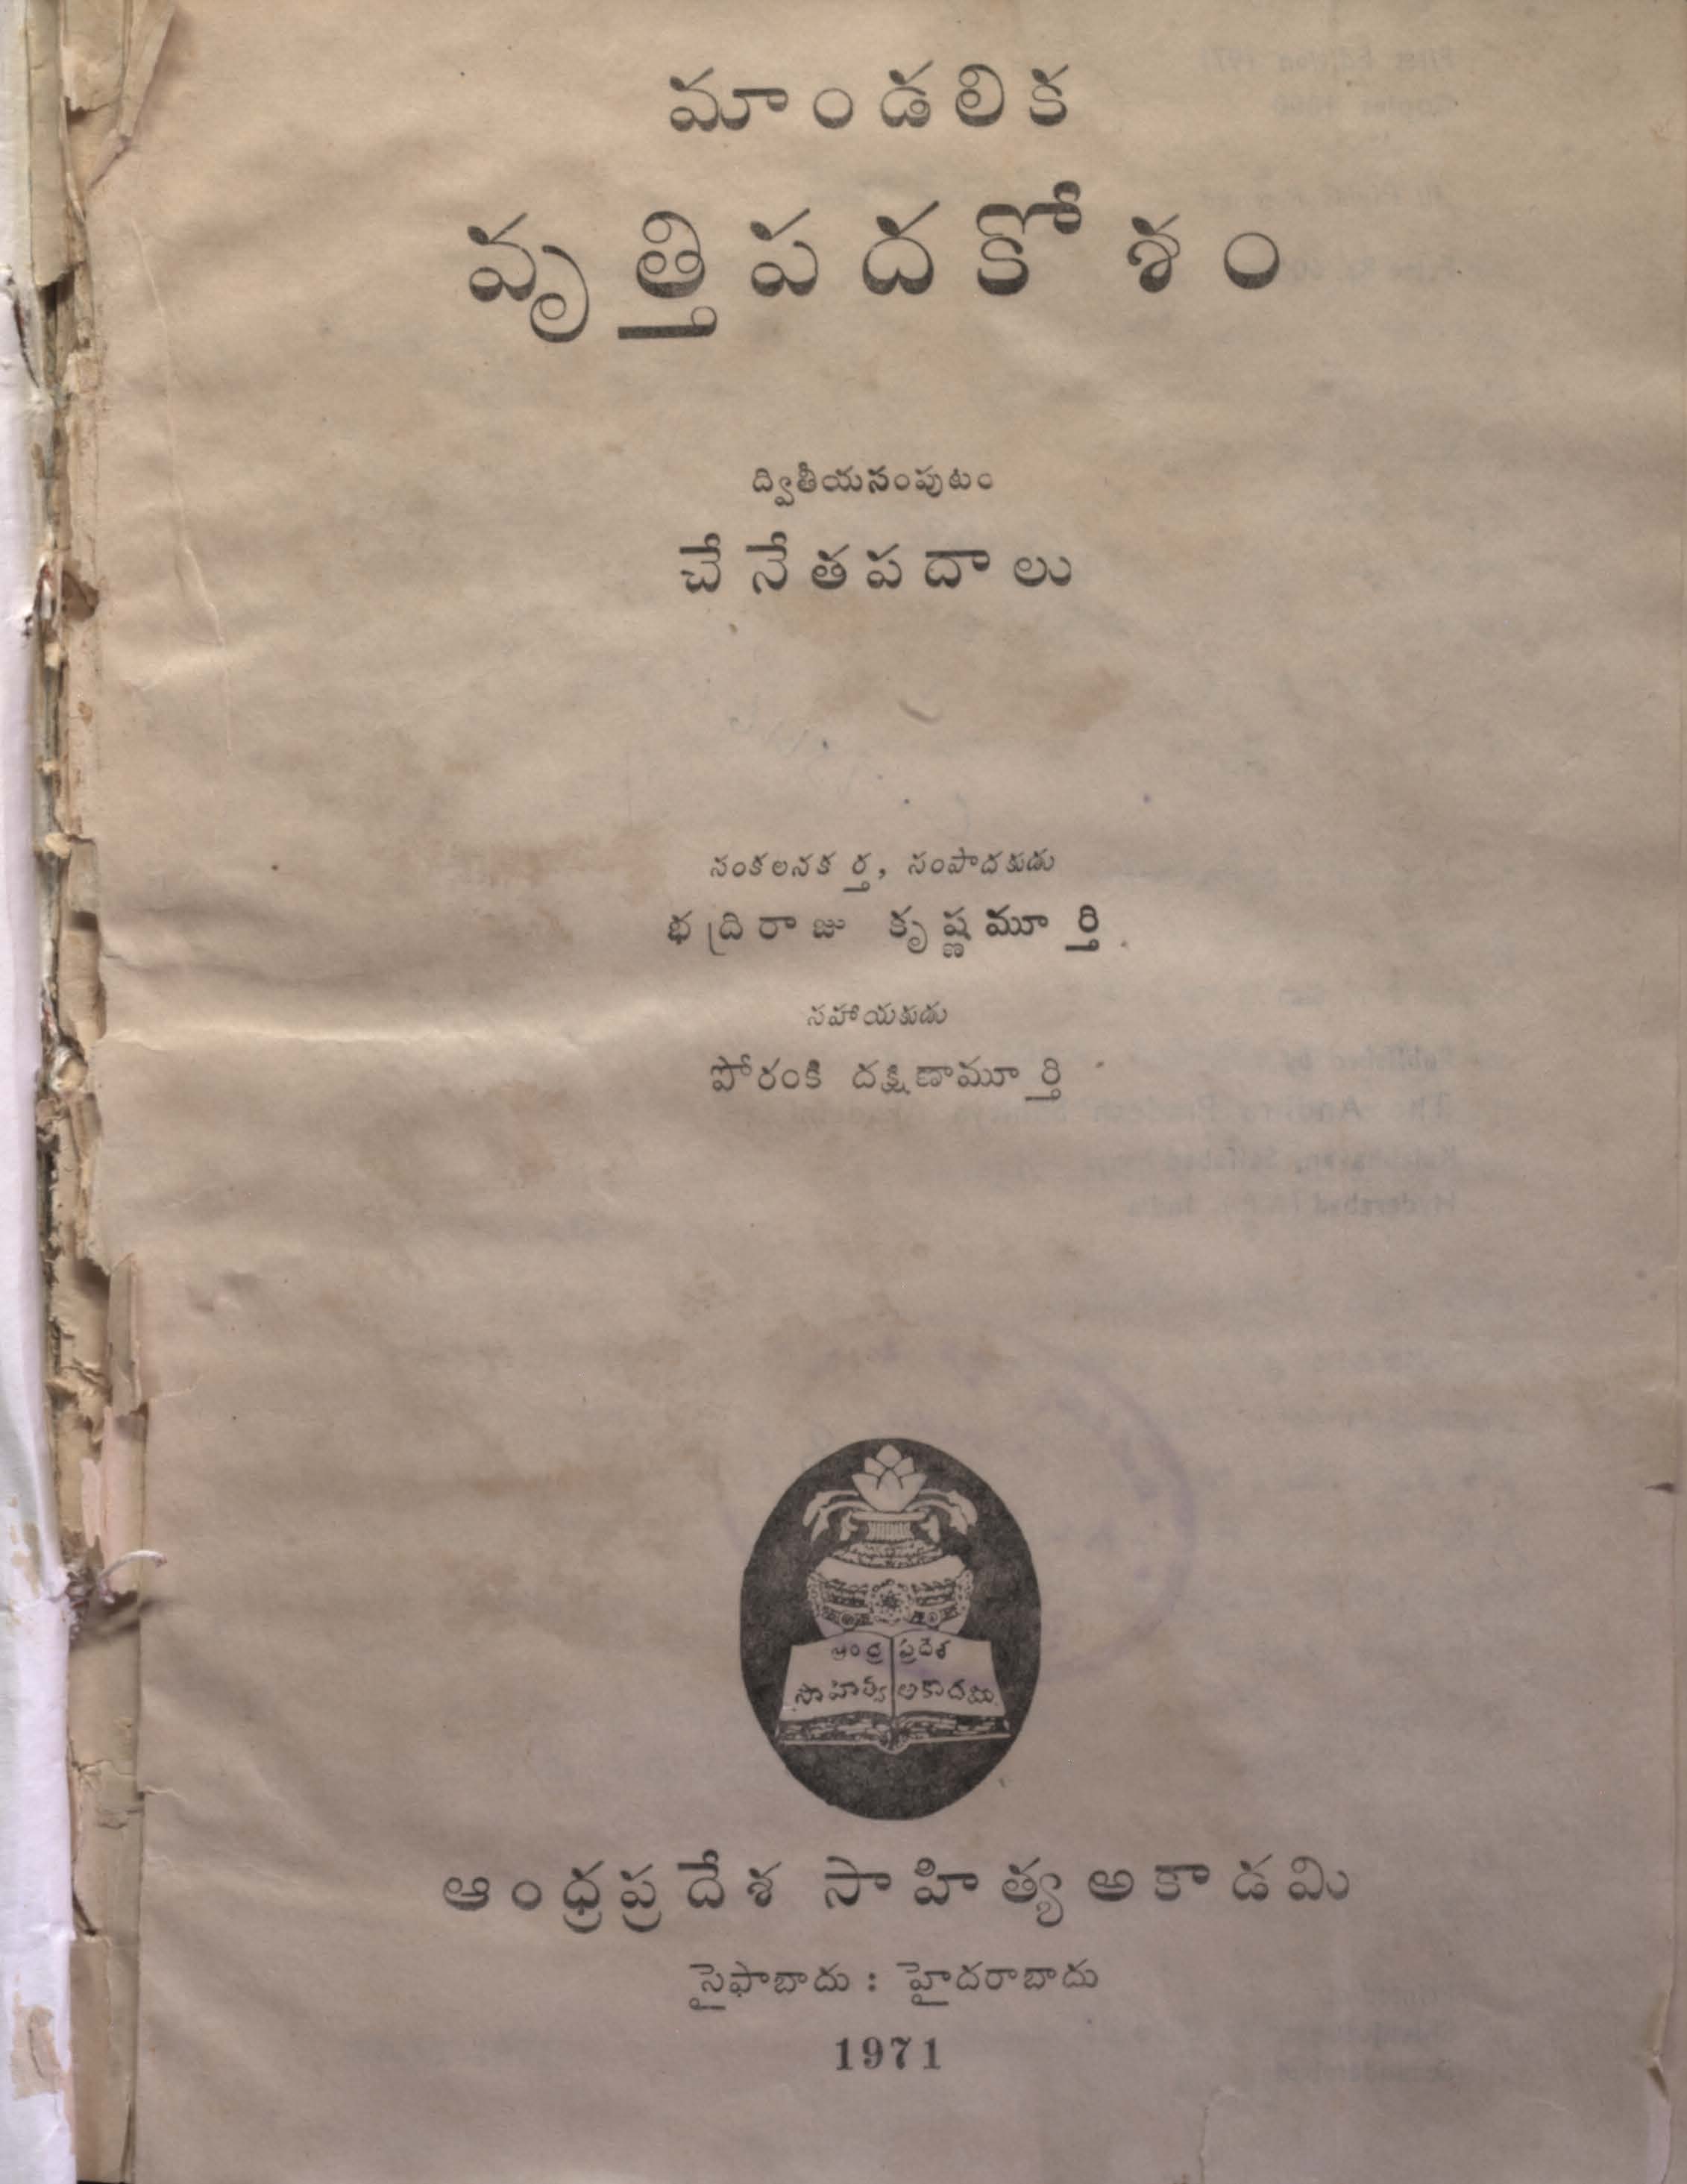 మాండలిక
వృత్తిపదకోశం
ద్వితీయసంపుటం
చేనేతపదాలు
సంకలనకర్త, సంపాదకుడు
భద్రిరాజు కృష్ణమూర్తి
సహాయకుడు
పోరంకి దక్షిణామూర్తి
ఆంధ్ర ప్రదేశ
సాహిత్య అకాదమి
ఆంధ్రప్రదేశ సాహిత్య అకాడమి
సైఫాబాదు : హైదరాబాదు
1971